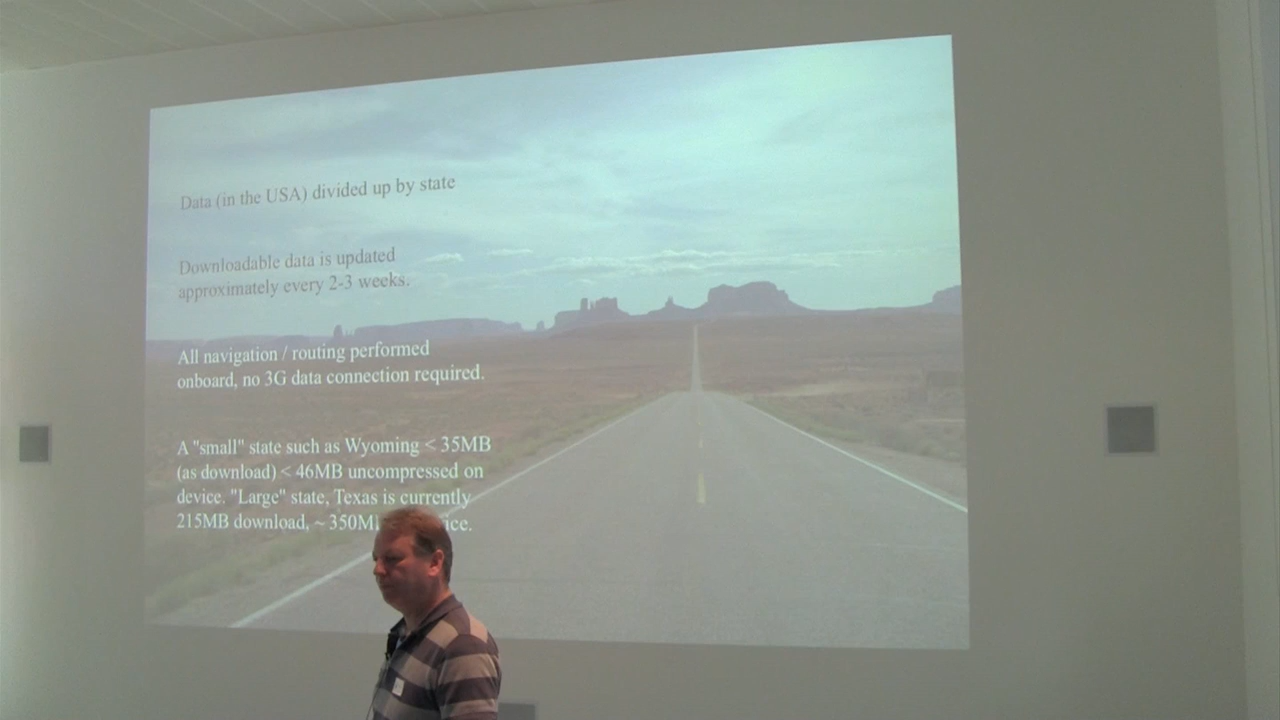 Data (in the USA) divided up by state
Downloadable data is updated
approximately every 2-3 weeks.
All navigation / routing performed
onboard, no 3G data connection required.
A "small" state such as Wyoming < 35MB
(as download) < 46MB uncompressed on
device. "Large" state, Texas is currently
215MB download, ~ 350M